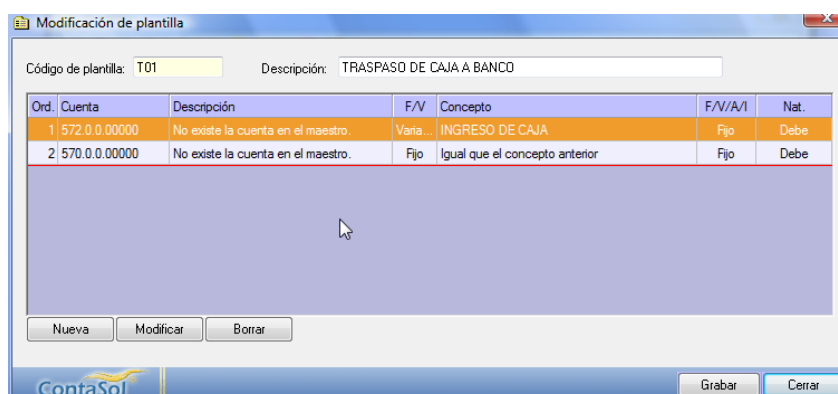 Modificación de plantilla
Código de plantilla: T01 Descripción: TRASPASO DE CAJA A BANCO
Ord. Cuenta Descripción F/V Concepto F/V/A/I Nat.
1 572.0.0.00000 No existe la cuenta en el maestro. Varia... INGRESO DE CAJA Fijo Debe
2 570.0.0.00000 No existe la cuenta en el maestro. Fijo Igual que el concepto anterior Fijo Debe
Nueva Modificar Borrar
ContaSol Grabar Cerrar